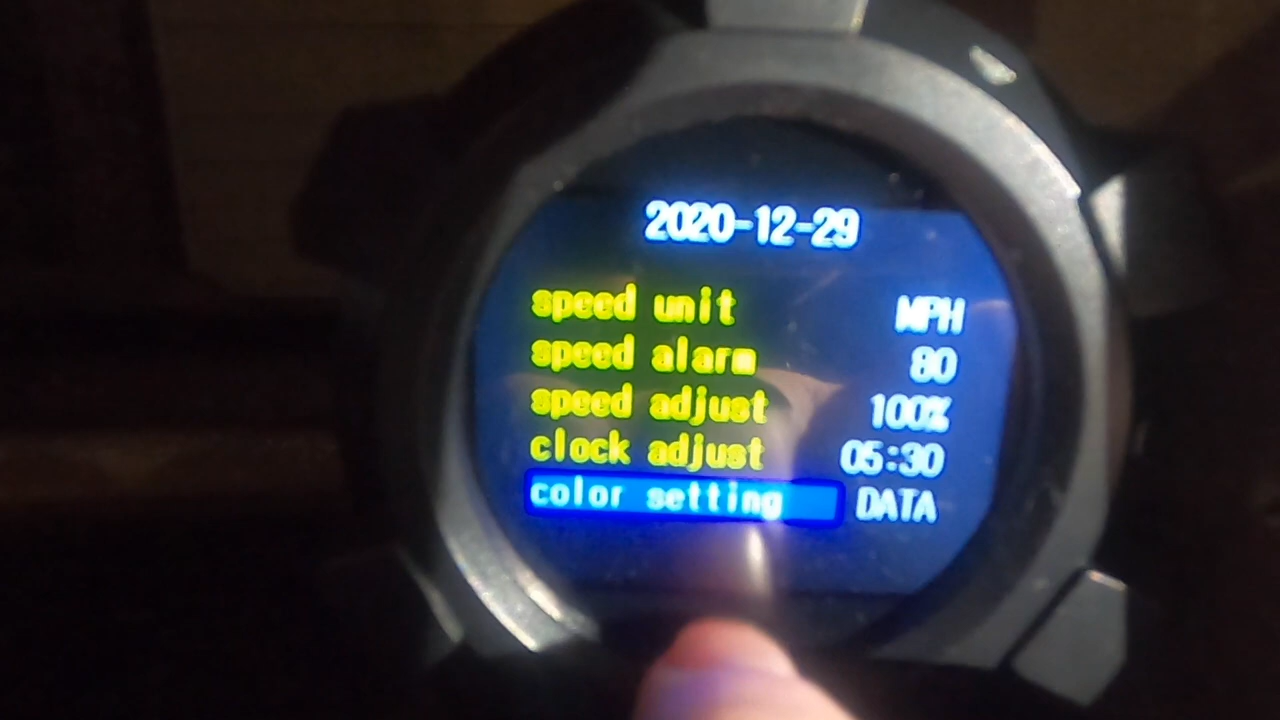 2020-12-29
speed unit MPH
speed alarm 80
speed adjust 100%
clock adjust 05:30
color setting DATA